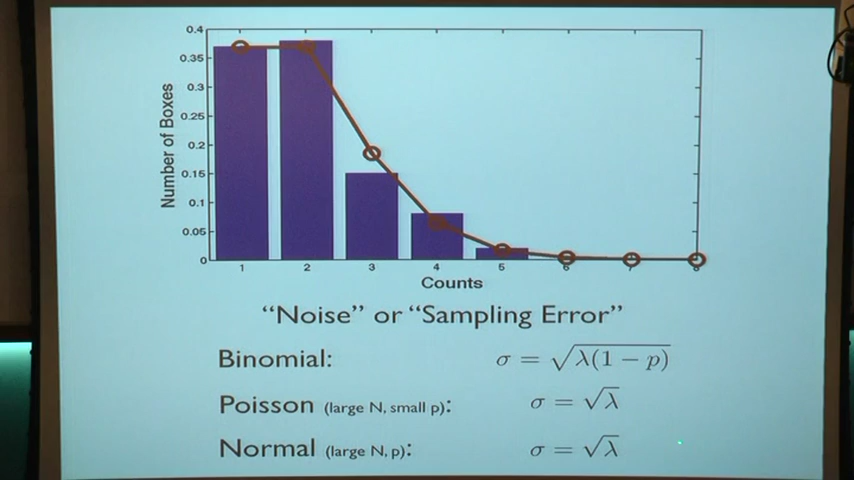 0.4
0.35
0.3
0.25
0.2
0.15
0.1
0.05
0
Number of Boxes
1 2 3 4 5 6 7 8
Counts
“Noise” or “Sampling Error”
Binomial: σ = √λ(1 − p)
Poisson (large N, small p): σ = √λ
Normal (large N, p): σ = √λ